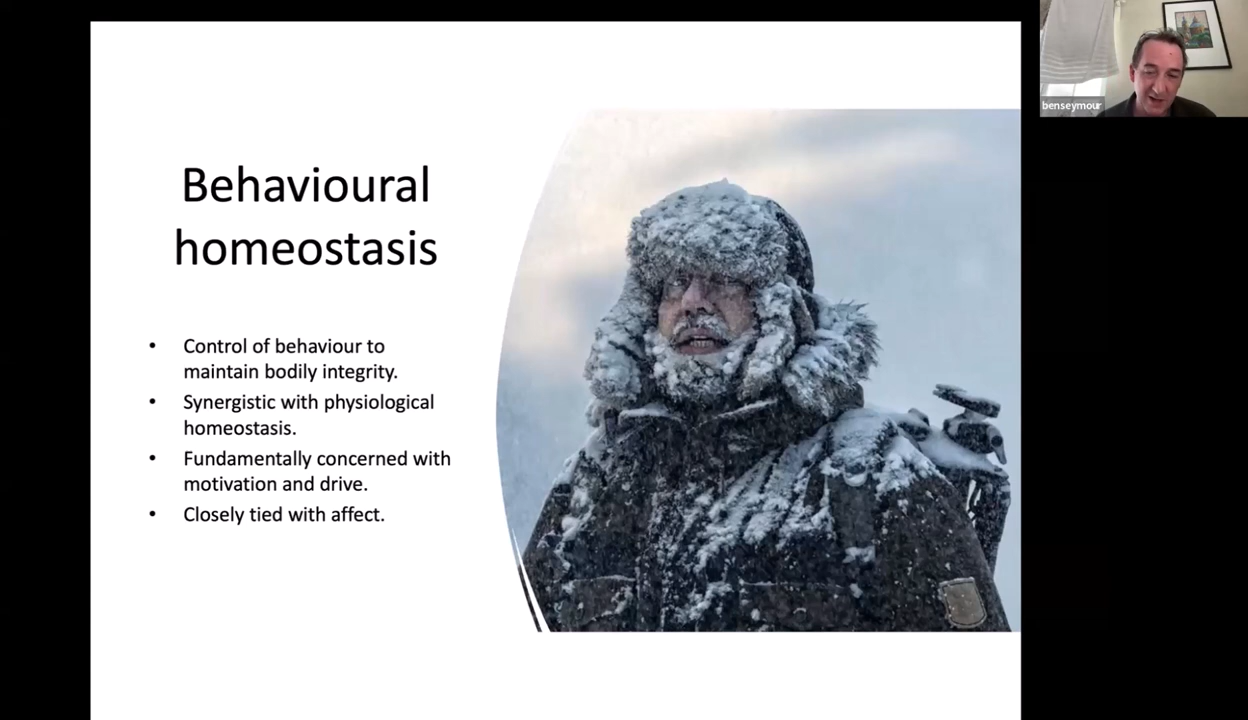 Behavioural
homeostasis
• Control of behaviour to
maintain bodily integrity.
• Synergistic with physiological
homeostasis.
• Fundamentally concerned with
motivation and drive.
• Closely tied with affect.
benseymour